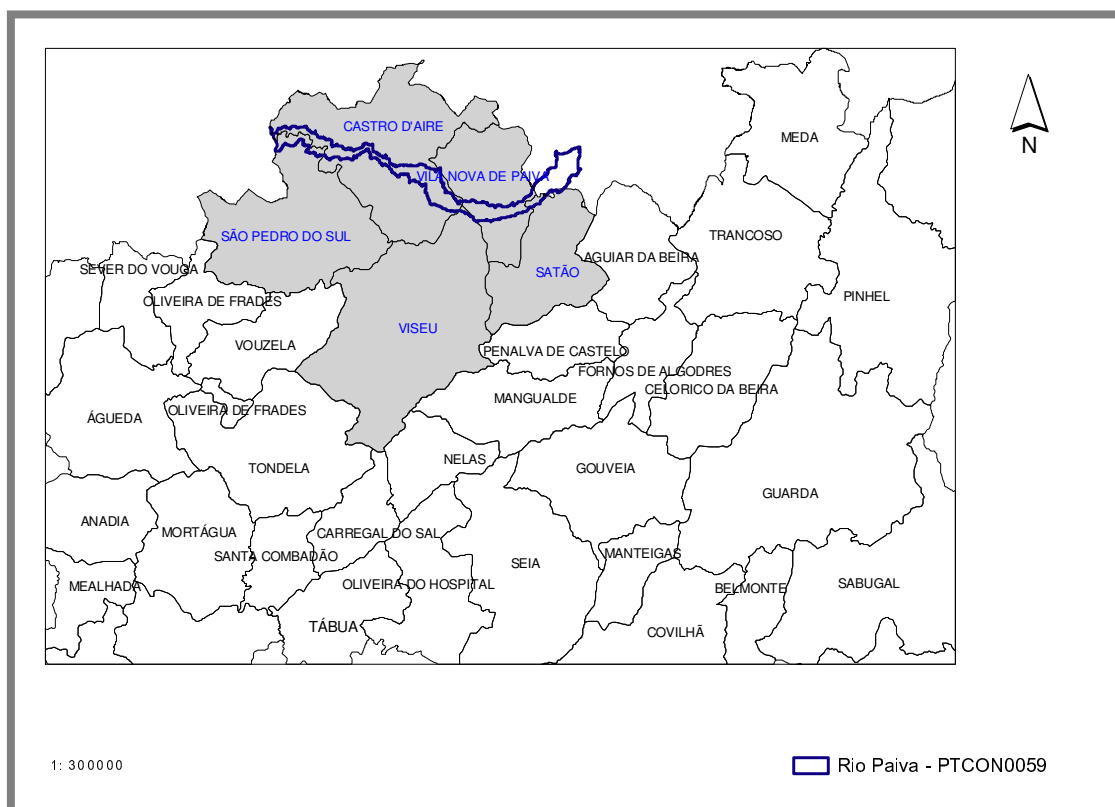 CASTRO D'AIRE
MEDA
N
VILA NOVA DE PAIVA
SÃO PEDRO DO SUL
TRANCOSO
AGUIAR DA BEIRA
SEVER DO VOUGA
SATÃO
OLIVEIRA DE FRADES
PINHEL
VISEU
VOUZELA
PENALVA DE CASTELO
FORNOS DE ALGODRES
CELORICO DA BEIRA
MANGUALDE
OLIVEIRA DE FRADES
ÁGUEDA
NELAS
TONDELA
GOUVEIA
GUARDA
ANADIA
MORTÁGUA
CARREGAL DO SAL
SANTA COMBADÃO
MANTEIGAS
SEIA
MEALHADA
OLIVEIRA DO HOSPITAL
BELMONTE
SABUGAL
TÁBUA
COVILHÃ
1: 300000
Rio Paiva - PTCON0059